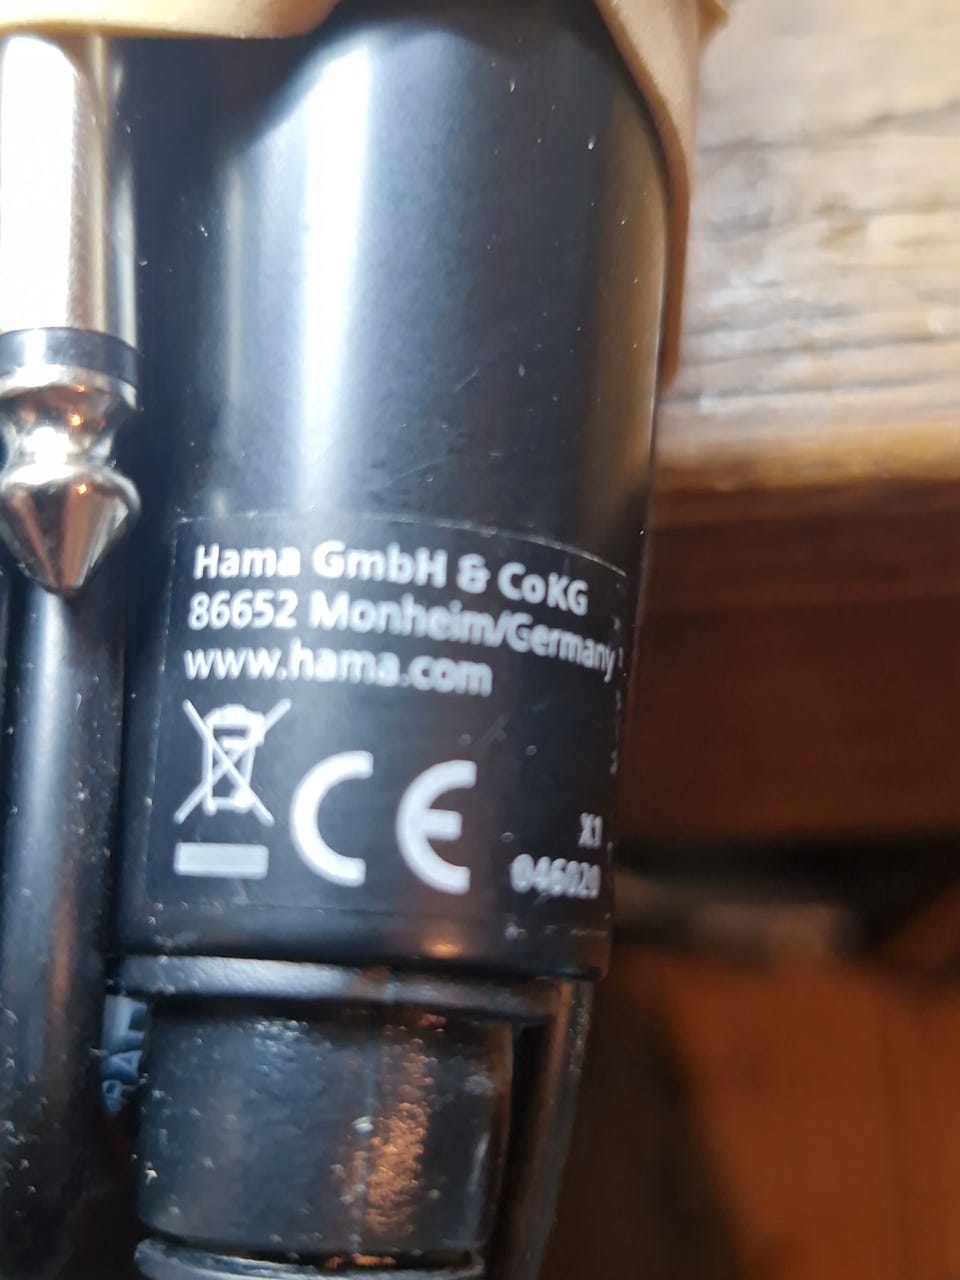 Hama GmbH & CoKG
86652 Monheim/Germany
www.hama.com
CE
X1
046020